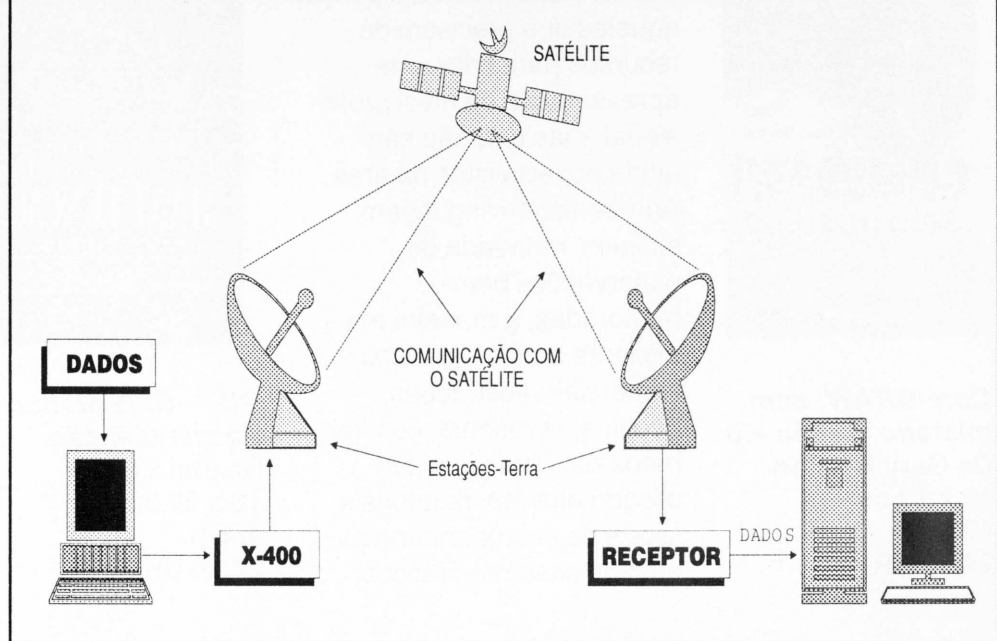 SATÉLITE
DADOS
COMUNICAÇÃO COM
O SATÉLITE
Estações-Terra
X-400
RECEPTOR
DADOS